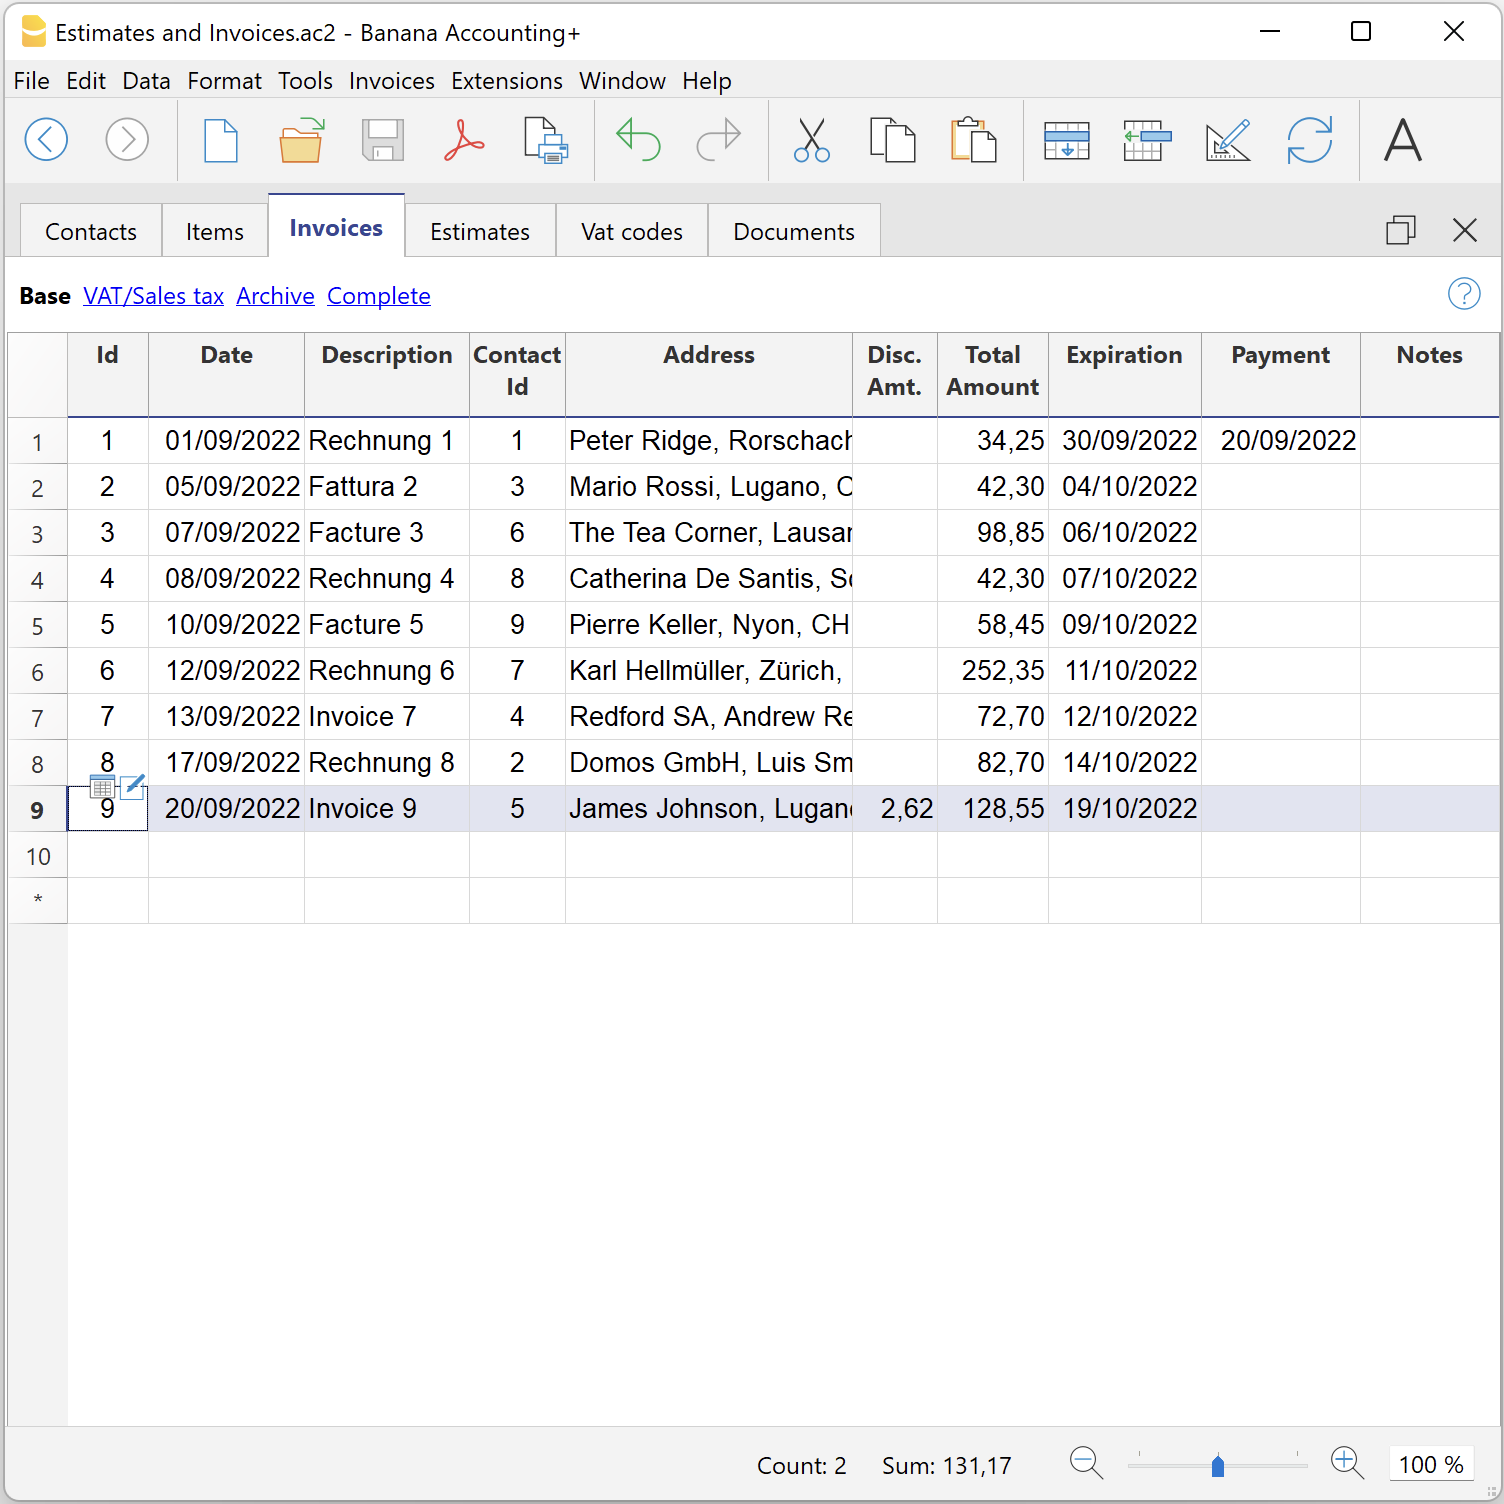 Estimates and Invoices.ac2 - Banana Accounting+
File Edit Data Format Tools Invoices Extensions Window Help
Contacts Items Invoices Estimates Vat codes Documents
Base VAT/Sales tax Archive Complete
Id Date Description Contact Id Address Disc. Amt. Total Amount Expiration Payment Notes
1 1 01/09/2022 Rechnung 1 1 Peter Ridge, Rorschach 34,25 30/09/2022 20/09/2022
2 2 05/09/2022 Fattura 2 3 Mario Rossi, Lugano, C 42,30 04/10/2022
3 3 07/09/2022 Facture 3 6 The Tea Corner, Lausan 98,85 06/10/2022
4 4 08/09/2022 Rechnung 4 8 Catherina De Santis, So 42,30 07/10/2022
5 5 10/09/2022 Facture 5 9 Pierre Keller, Nyon, CH 58,45 09/10/2022
6 6 12/09/2022 Rechnung 6 7 Karl Hellmüller, Zürich, 252,35 11/10/2022
7 7 13/09/2022 Invoice 7 4 Redford SA, Andrew Re 72,70 12/10/2022
8 8 17/09/2022 Rechnung 8 2 Domos GmbH, Luis Sm 82,70 14/10/2022
9 9 20/09/2022 Invoice 9 5 James Johnson, Lugano 2,62 128,55 19/10/2022
10
*
Count: 2 Sum: 131,17 100 %